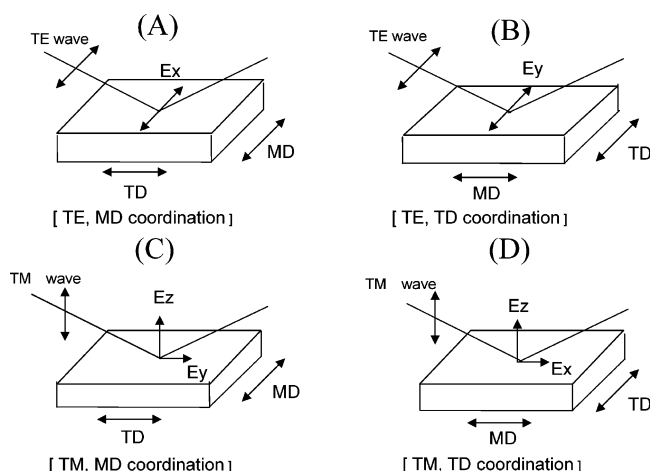 (A)
TE wave
Ex
MD
TD
[ TE, MD coordination ]
(B)
TE wave
Ey
TD
MD
[ TE, TD coordination ]
(C)
TM wave
Ez
Ey
MD
TD
[ TM, MD coordination ]
(D)
TM wave
Ez
Ex
TD
MD
[ TM, TD coordination ]